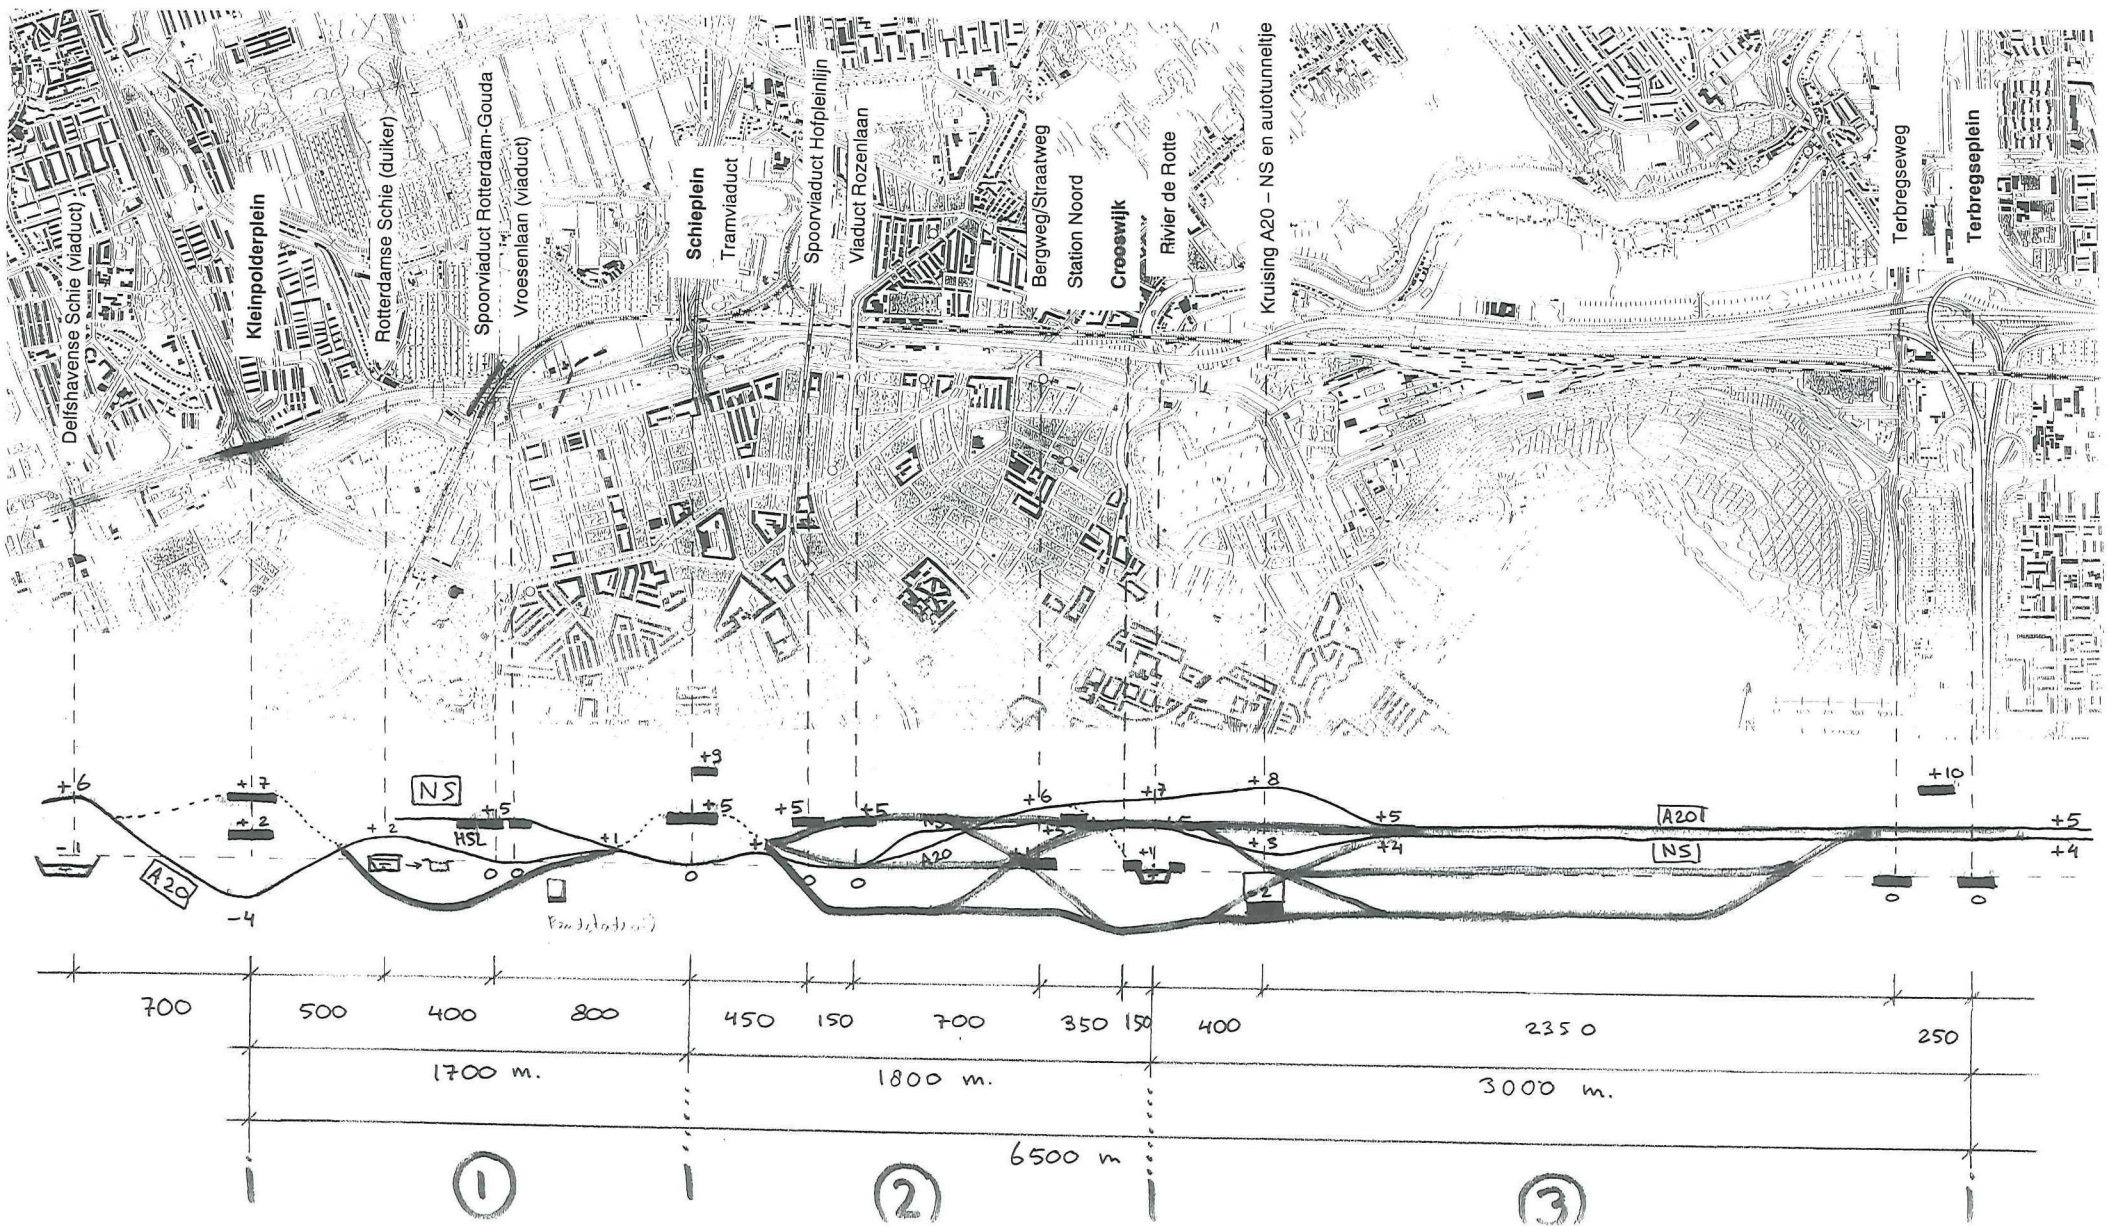 Delfshavense Schie (viaduct)
Kleinpolderplein
Rotterdamse Schie (duiker)
Spoorviaduct Rotterdam-Gouda
Vroesenlaan (viaduct)
Schieplein
Tramviaduct
Spoorviaduct Hofpleinlijn
Viaduct Rozenlaan
Bergweg/Straatweg
Station Noord
Crooswijk
Rivier de Rotte
Kruising A20 – NS en autotunneltje
Terbregseweg
Terbregseplein
+6
+7
+2
-1
A20
-4
+2
NS
+5
HSL
0 0
+1
+9
+5
0
+5
+5
NS
A20
0
0
+6
+5
+7
+1
+8
+3
-2
+5
+4
A20
NS
+10
0
0
+5
+4
700
500
400
800
450
150
700
350
150
400
2350
250
1700 m.
1800 m.
3000 m.
6500 m
1
2
3